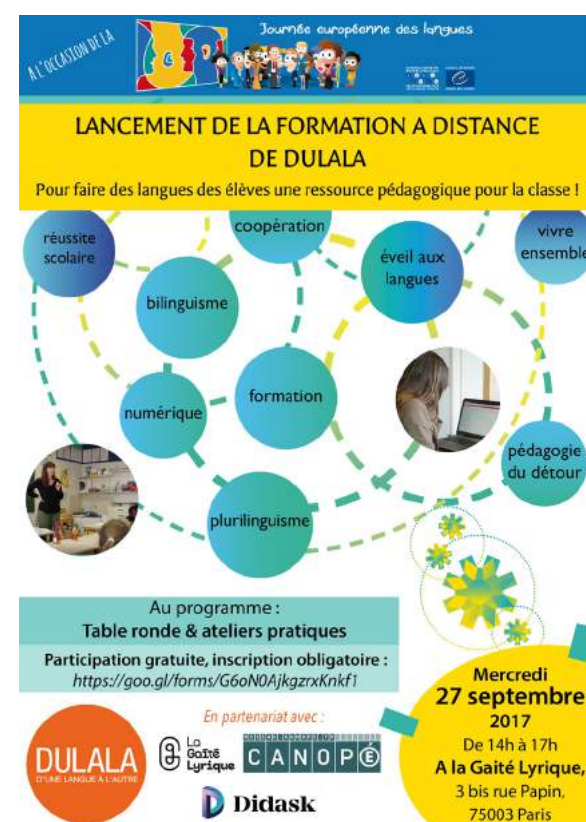 A L'OCCASION DE LA
Journée européenne des langues
LANCEMENT DE LA FORMATION A DISTANCE
DE DULALA
Pour faire des langues des élèves une ressource pédagogique pour la classe !
coopération
réussite
scolaire
vivre
ensemble
éveil aux
langues
bilinguisme
formation
numérique
pédagogie
du détour
plurilinguisme
Au programme :
Table ronde & ateliers pratiques
Participation gratuite, inscription obligatoire :
https://goo.gl/forms/G6oN0AjkgzrxKnkf1
Mercredi
27 septembre
2017
De 14h à 17h
A la Gaité Lyrique,
3 bis rue Papin,
75003 Paris
En partenariat avec :
DULALA
D'UNE LANGUE A L'AUTRE
La
Gaîté
Lyrique
CANOPÉ
Didask